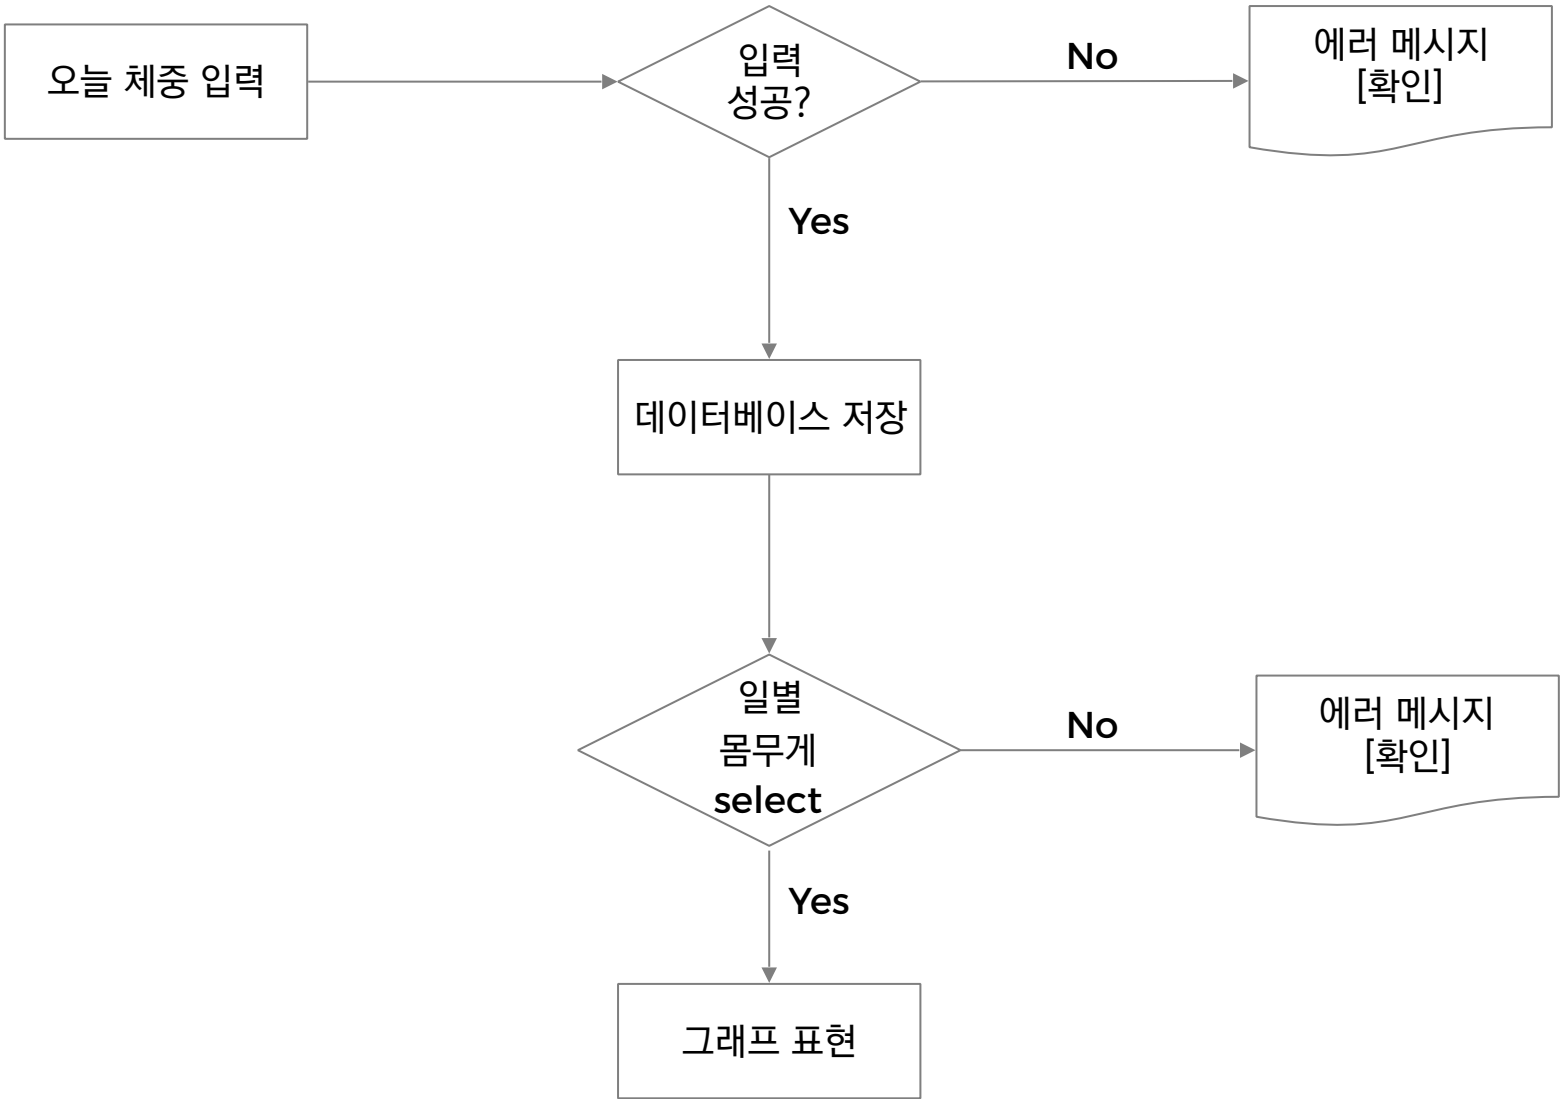 오늘 체중 입력
입력
성공?
No
에러 메시지
[확인]
Yes
데이터베이스 저장
일별
몸무게
select
No
에러 메시지
[확인]
Yes
그래프 표현